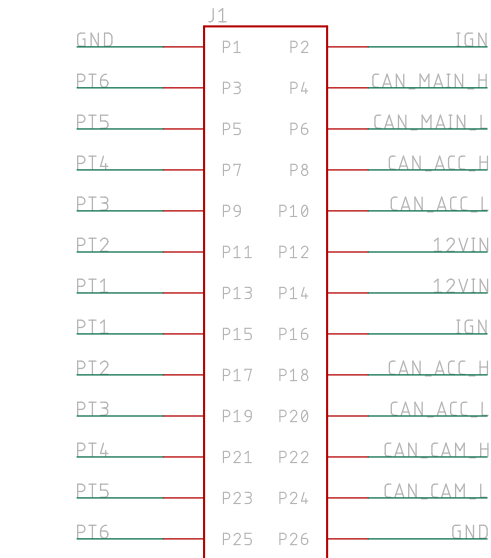 J1
GND P1 P2 IGN
PT6 P3 P4 CAN_MAIN_H
PT5 P5 P6 CAN_MAIN_L
PT4 P7 P8 CAN_ACC_H
PT3 P9 P10 CAN_ACC_L
PT2 P11 P12 12VIN
PT1 P13 P14 12VIN
PT1 P15 P16 IGN
PT2 P17 P18 CAN_ACC_H
PT3 P19 P20 CAN_ACC_L
PT4 P21 P22 CAN_CAM_H
PT5 P23 P24 CAN_CAM_L
PT6 P25 P26 GND